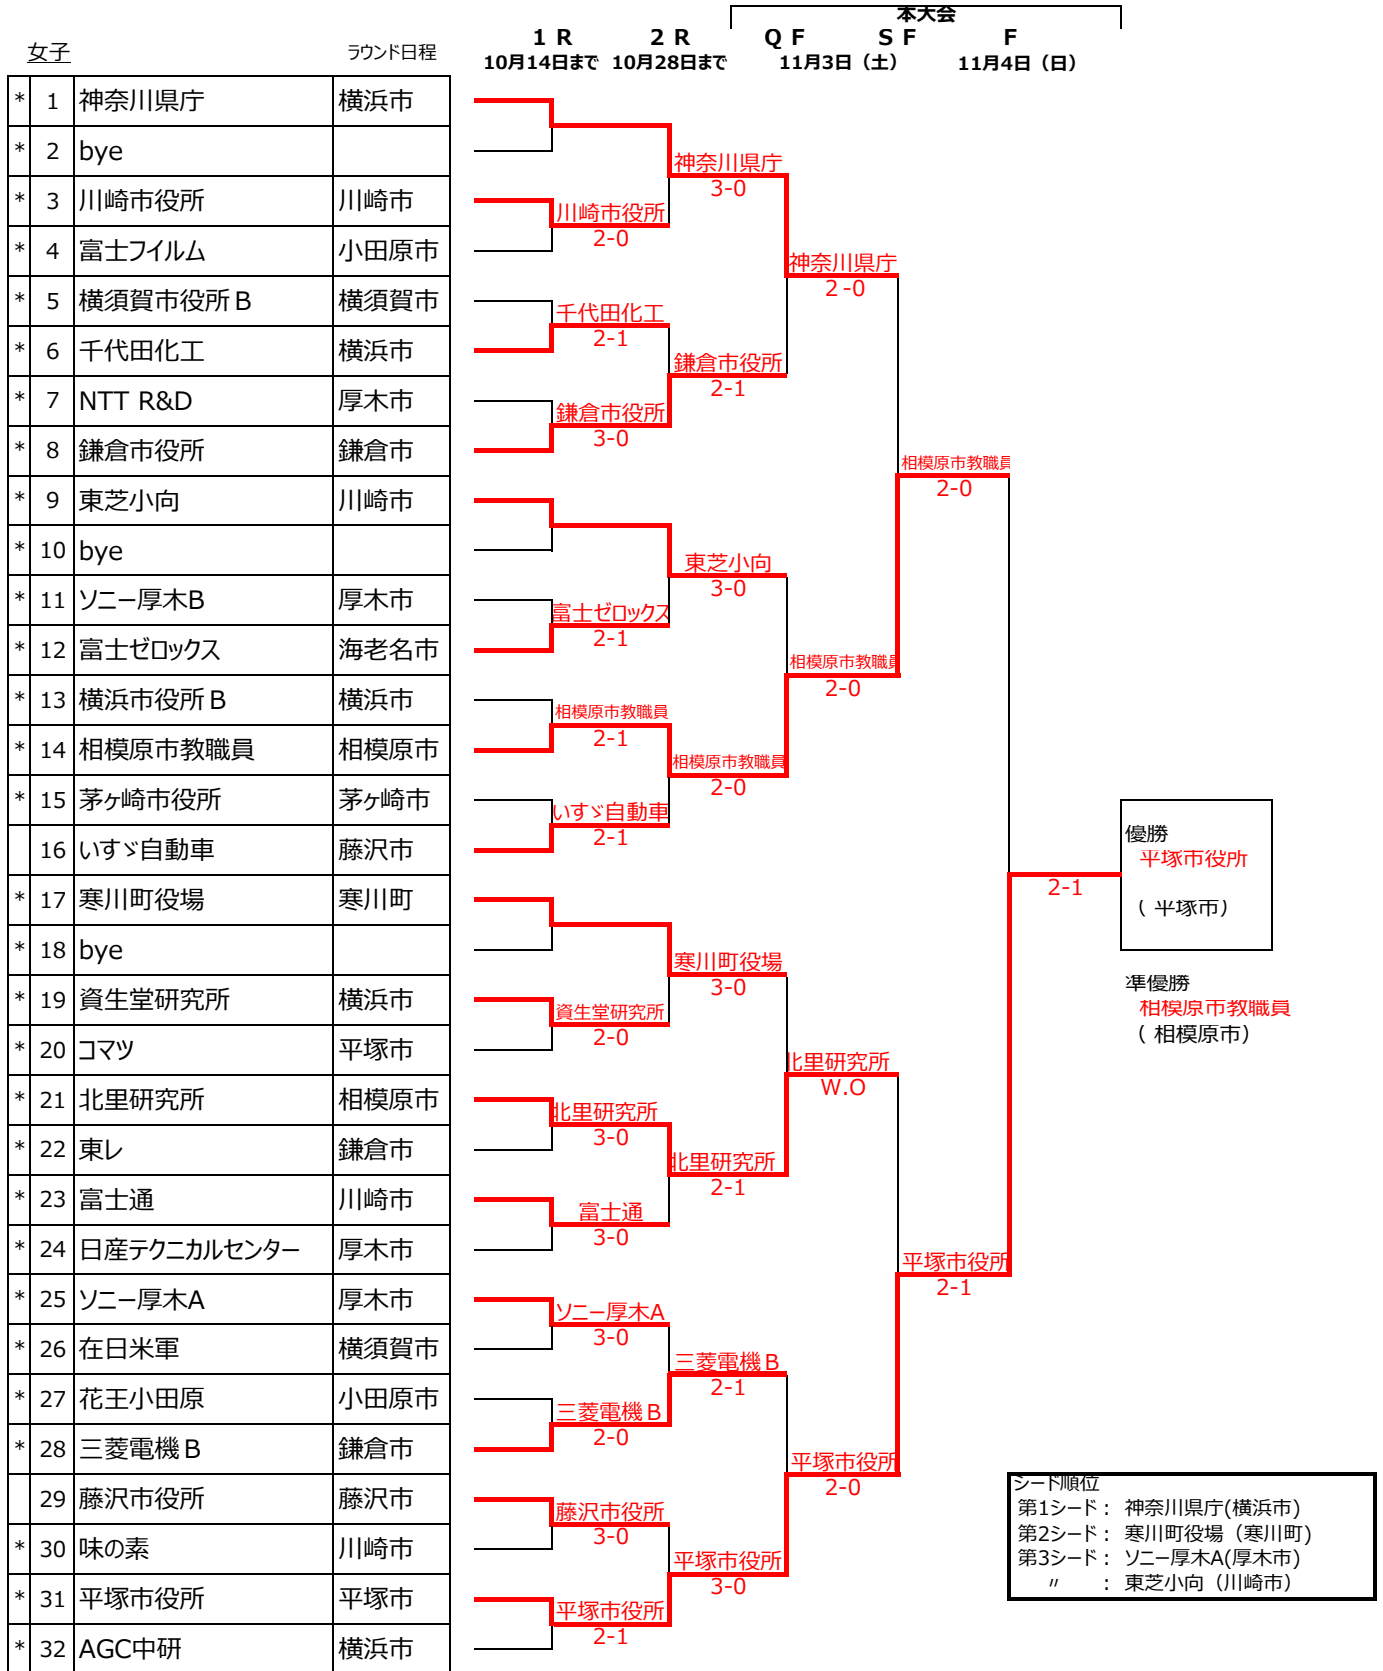 本大会
1 R 2 R Q F S F F
女子 ラウンド日程 10月14日まで 10月28日まで 11月3日（土） 11月4日（日）
* 1 神奈川県庁 横浜市
* 2 bye
* 3 川崎市役所 川崎市
* 4 富士フイルム 小田原市
* 5 横須賀市役所Ｂ 横須賀市
* 6 千代田化工 横浜市
* 7 NTT R&D 厚木市
* 8 鎌倉市役所 鎌倉市
* 9 東芝小向 川崎市
* 10 bye
* 11 ソニー厚木B 厚木市
* 12 富士ゼロックス 海老名市
* 13 横浜市役所Ｂ 横浜市
* 14 相模原市教職員 相模原市
* 15 茅ヶ崎市役所 茅ヶ崎市
16 いすゞ自動車 藤沢市
* 17 寒川町役場 寒川町
* 18 bye
* 19 資生堂研究所 横浜市
* 20 コマツ 平塚市
* 21 北里研究所 相模原市
* 22 東レ 鎌倉市
* 23 富士通 川崎市
* 24 日産テクニカルセンター 厚木市
* 25 ソニー厚木A 厚木市
* 26 在日米軍 横須賀市
* 27 花王小田原 小田原市
* 28 三菱電機Ｂ 鎌倉市
29 藤沢市役所 藤沢市
* 30 味の素 川崎市
* 31 平塚市役所 平塚市
* 32 AGC中研 横浜市
川崎市役所
2-0
千代田化工
2-1
鎌倉市役所
3-0
富士ゼロックス
2-1
相模原市教職員
2-1
いすゞ自動車
2-1
資生堂研究所
2-0
北里研究所
3-0
富士通
3-0
ソニー厚木A
3-0
三菱電機Ｂ
2-0
藤沢市役所
3-0
平塚市役所
2-1
神奈川県庁
3-0
鎌倉市役所
2-1
東芝小向
3-0
相模原市教職員
2-0
寒川町役場
3-0
北里研究所
2-1
三菱電機Ｂ
2-1
平塚市役所
3-0
神奈川県庁
2-0
相模原市教職員
2-0
北里研究所
W.O
平塚市役所
2-0
相模原市教職員
2-0
平塚市役所
2-1
2-1
優勝
平塚市役所
（ 平塚市）
準優勝
相模原市教職員
（ 相模原市）
シード順位
第1シード： 神奈川県庁(横浜市)
第2シード： 寒川町役場（寒川町)
第3シード： ソニー厚木A(厚木市)
〃 ： 東芝小向（川崎市）